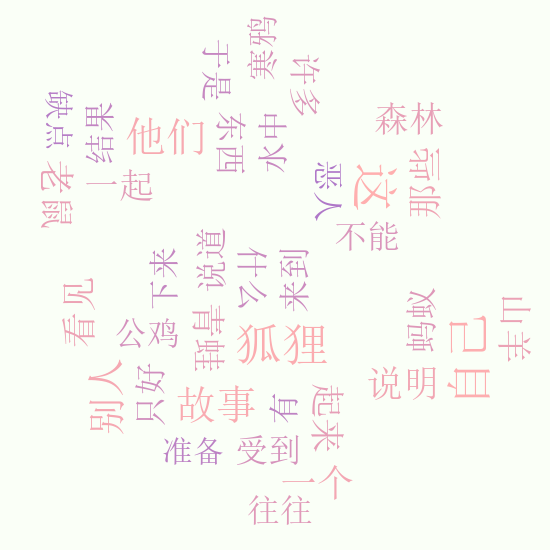 寒鸦
于是
许多
缺点
结果
他们
东西
水中
森林
老鼠
一起
恶人
这
那些
不能
看见
下来
说道
什么
来到
公鸡
青蛙
狐狸
蚂蚁
自己
山羊
别人
只好
故事
有
起来
说明
准备
受到
一个
往往